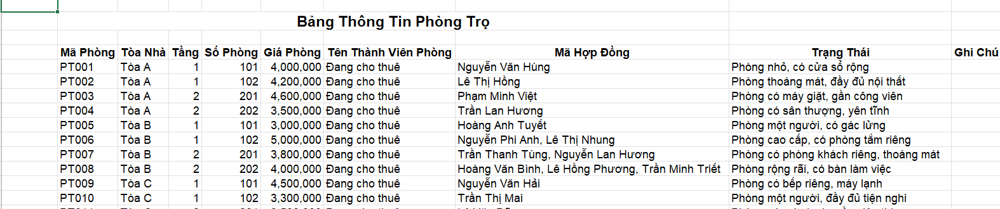 Bảng Thông Tin Phòng Trọ
Mã Phòng Tòa Nhà Tầng Số Phòng Giá Phòng Tên Thành Viên Phòng Mã Hợp Đồng Trạng Thái Ghi Chú
PT001 Tòa A 1 101 4,000,000 Đang cho thuê Nguyễn Văn Hùng Phòng nhỏ, có cửa sổ rộng
PT002 Tòa A 1 102 4,200,000 Đang cho thuê Lê Thị Hồng Phòng thoáng mát, đầy đủ nội thất
PT003 Tòa A 2 201 4,600,000 Đang cho thuê Phạm Minh Việt Phòng có máy giặt, gần công viên
PT004 Tòa A 2 202 3,500,000 Đang cho thuê Trần Lan Hương Phòng có sân thượng, yên tĩnh
PT005 Tòa B 1 101 3,000,000 Đang cho thuê Hoàng Anh Tuyết Phòng một người, có gác lửng
PT006 Tòa B 1 102 5,000,000 Đang cho thuê Nguyễn Phi Anh, Lê Thị Nhung Phòng cao cấp, có phòng tắm riêng
PT007 Tòa B 2 201 3,800,000 Đang cho thuê Trần Thanh Tùng, Nguyễn Lan Hương Phòng có phòng khách riêng, thoáng mát
PT008 Tòa B 2 202 4,000,000 Đang cho thuê Hoàng Văn Bình, Lê Hồng Phương, Trần Minh Triết Phòng rộng rãi, có bàn làm việc
PT009 Tòa C 1 101 4,500,000 Đang cho thuê Nguyễn Văn Hải Phòng có bếp riêng, máy lạnh
PT010 Tòa C 1 102 3,300,000 Đang cho thuê Trần Thị Mai Phòng một người, đầy đủ tiện nghi